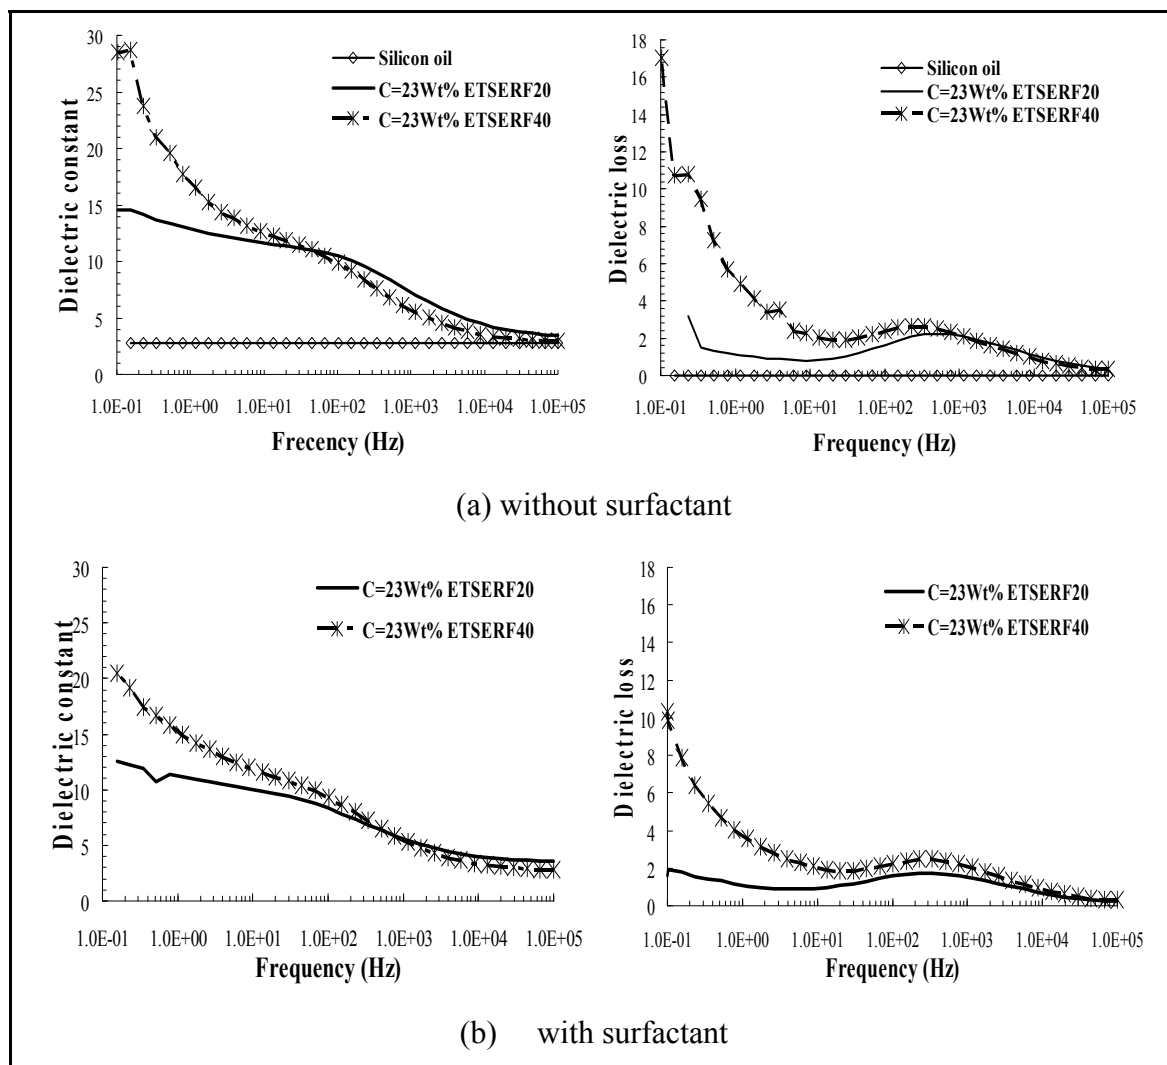 30
25
20
15
10
5
0
Dielectric constant
Silicon oil
C=23Wt% ETSERF20
C=23Wt% ETSERF40
1.0E-01 1.0E+00 1.0E+01 1.0E+02 1.0E+03 1.0E+04 1.0E+05
Frecency (Hz)
18
16
14
12
10
8
6
4
2
0
Dielectric loss
Silicon oil
C=23Wt% ETSERF20
C=23Wt% ETSERF40
1.0E-01 1.0E+00 1.0E+01 1.0E+02 1.0E+03 1.0E+04 1.0E+05
Frequency (Hz)
(a) without surfactant
30
25
20
15
10
5
0
Dielectric constant
C=23Wt% ETSERF20
C=23Wt% ETSERF40
1.0E-01 1.0E+00 1.0E+01 1.0E+02 1.0E+03 1.0E+04 1.0E+05
Frequency (Hz)
18
16
14
12
10
8
6
4
2
0
Dielectric loss
C=23Wt% ETSERF20
C=23Wt% ETSERF40
1.0E-01 1.0E+00 1.0E+01 1.0E+02 1.0E+03 1.0E+04 1.0E+05
Frequency (Hz)
(b) with surfactant